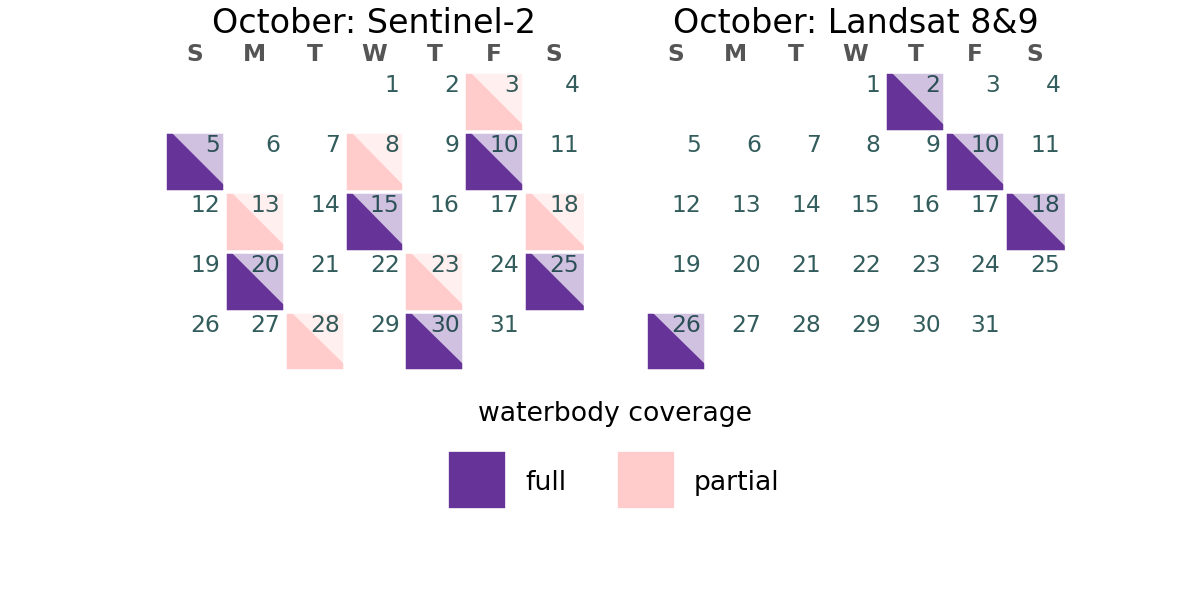 October: Sentinel-2
S M T W T F S
1 2 3 4
5 6 7 8 9 10 11
12 13 14 15 16 17 18
19 20 21 22 23 24 25
26 27 28 29 30 31
October: Landsat 8&9
S M T W T F S
1 2 3 4
5 6 7 8 9 10 11
12 13 14 15 16 17 18
19 20 21 22 23 24 25
26 27 28 29 30 31
waterbody coverage
full partial